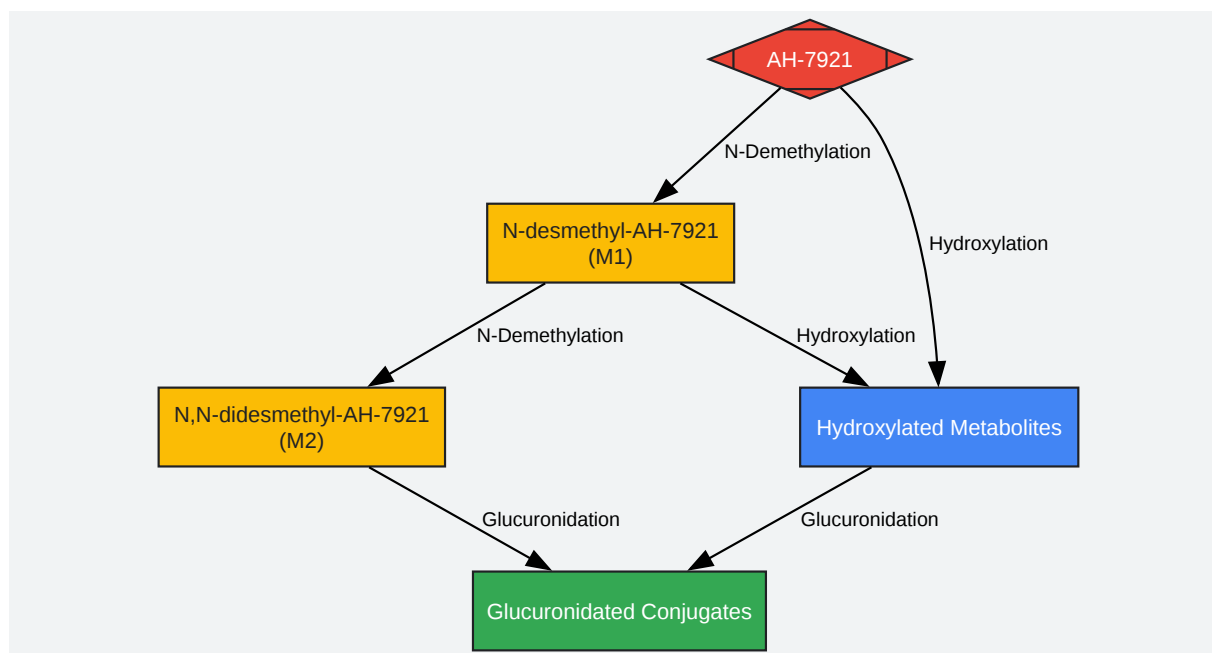 AH-7921
N-Demethylation
Hydroxylation
N-desmethyl-AH-7921
(M1)
N-Demethylation
Hydroxylation
N,N-didesmethyl-AH-7921
(M2)
Hydroxylated Metabolites
Glucuronidation
Glucuronidation
Glucuronidated Conjugates